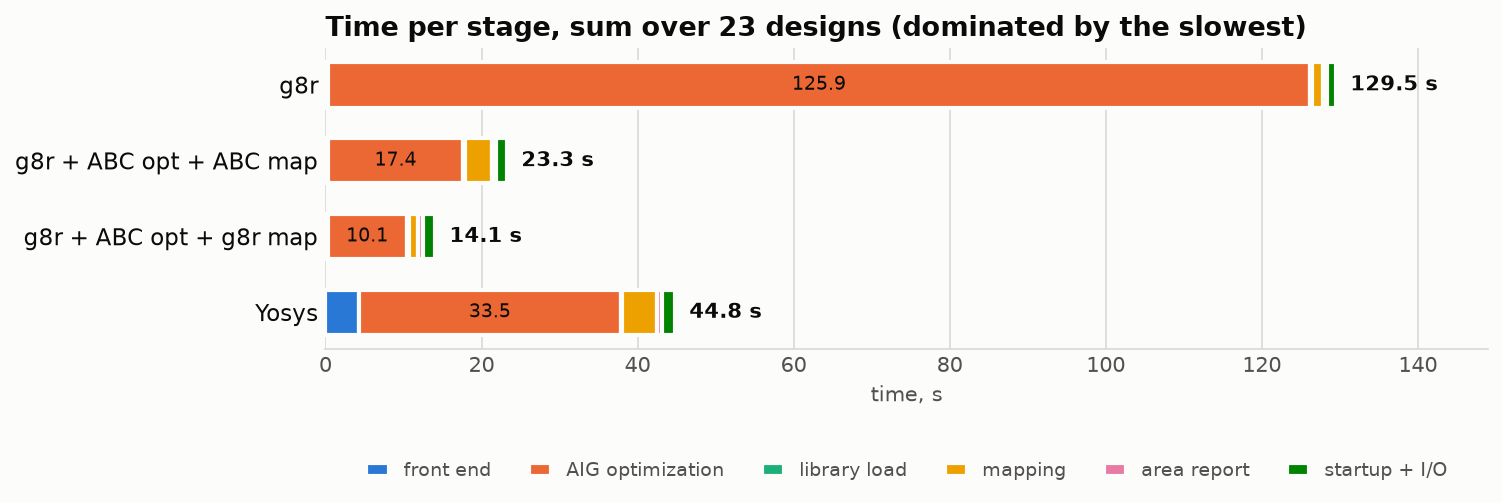 Time per stage, sum over 23 designs (dominated by the slowest)
g8r
125.9
129.5 s
g8r + ABC opt + ABC map
17.4
23.3 s
g8r + ABC opt + g8r map
10.1
14.1 s
Yosys
33.5
44.8 s
0 20 40 60 80 100 120 140
time, s
front end AIG optimization library load mapping area report startup + I/O